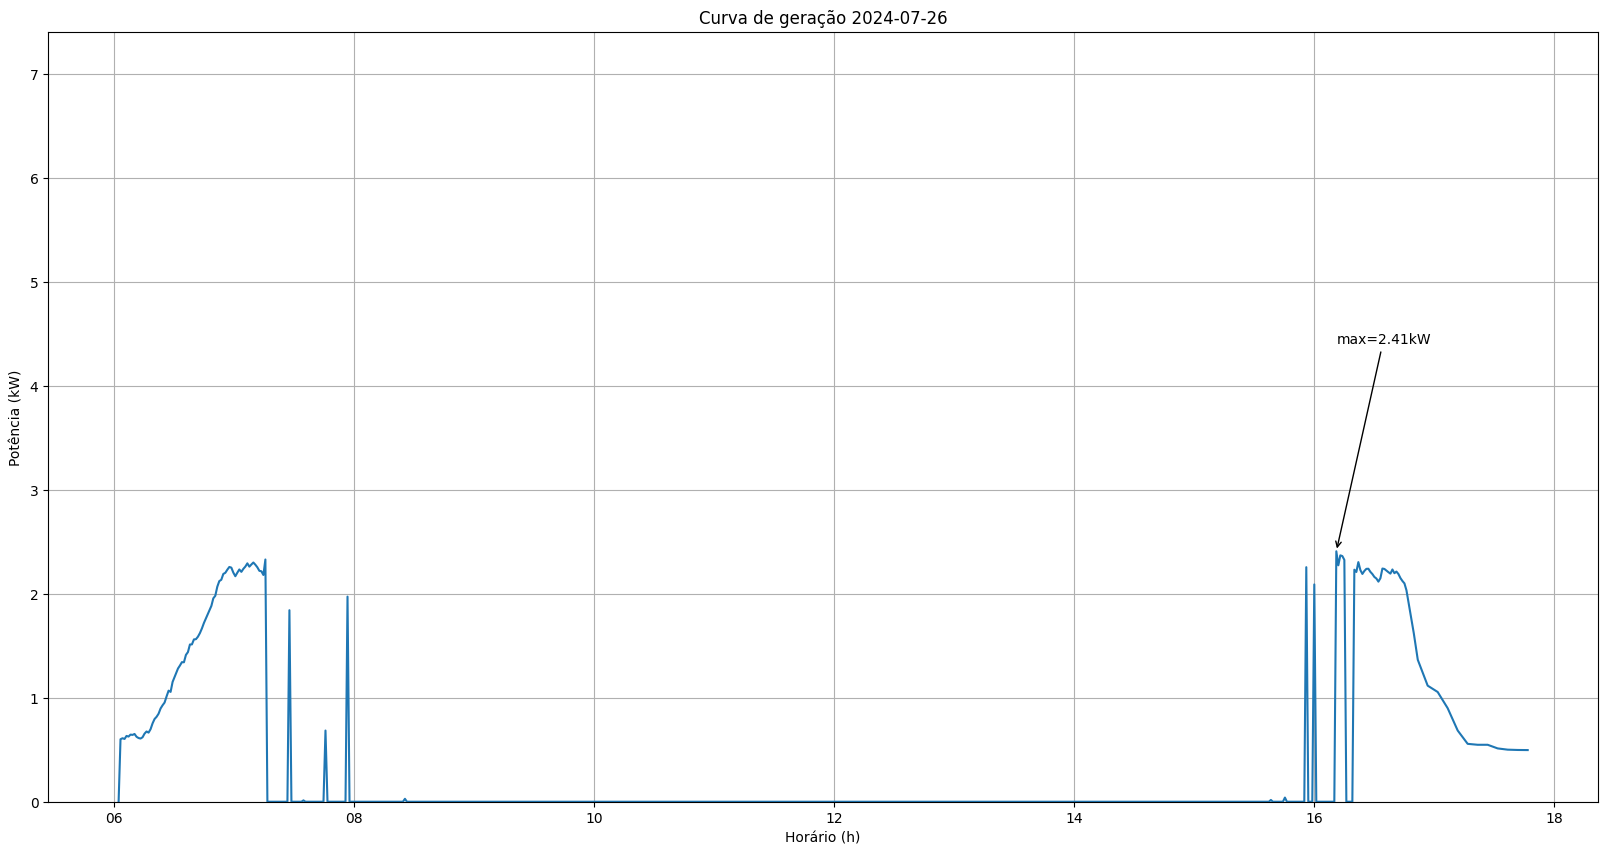 Curva de geração 2024-07-26
7
6
5
4
3
2
1
0
Potência (kW)
max=2.41kW
06 08 10 12 14 16 18
Horário (h)